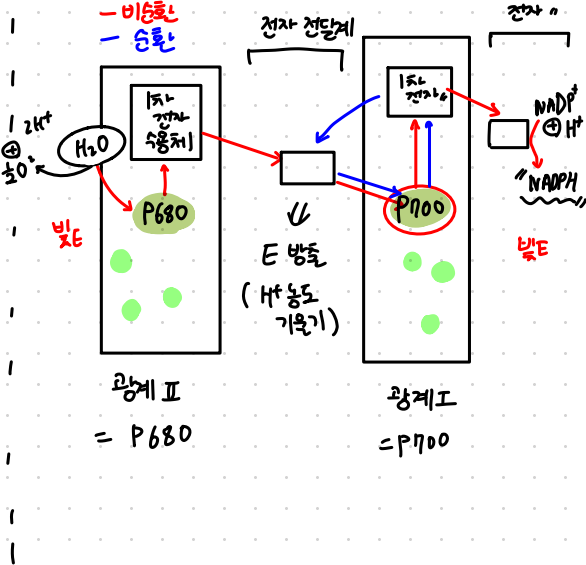 – 비순환
– 순환
전자 전달계
전자 〃
2H⁺
⊕
½O₂
H₂O
1차
전자
수용체
P680
빛E
E 방출
(H⁺ 농도
기울기)
1차
전자〃
P700
NADP⁺
⊕ H⁺
"NADPH"
빛E
광계 Ⅱ
= P680
광계 Ⅰ
= P700